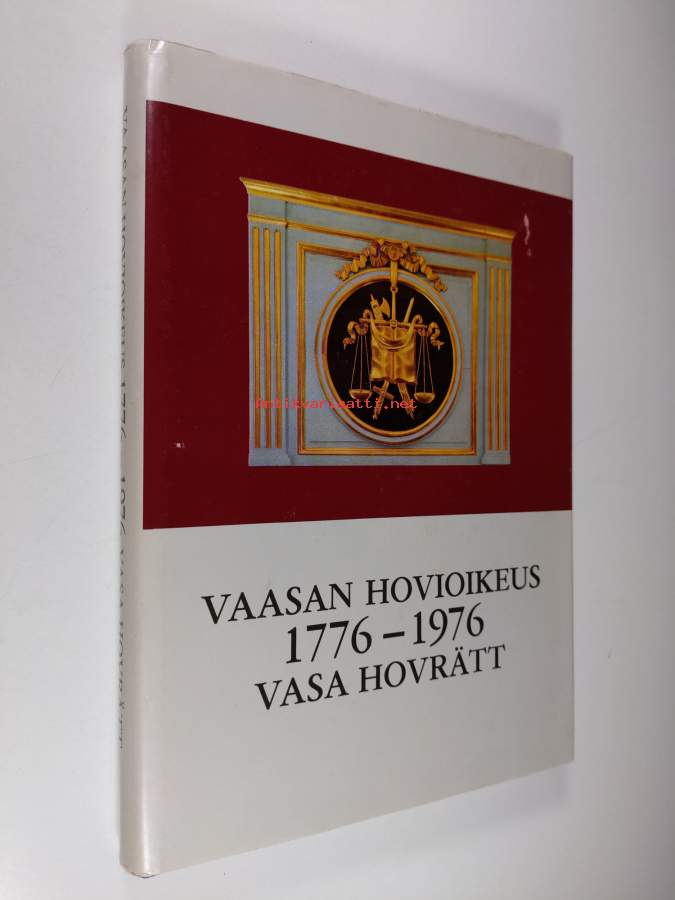 VAASAN HOVIOIKEUS
1776 – 1976
VASA HOVRÄTT
VAASAN HOVIOIKEUS 1776 – 1976 VASA HOVRÄTT